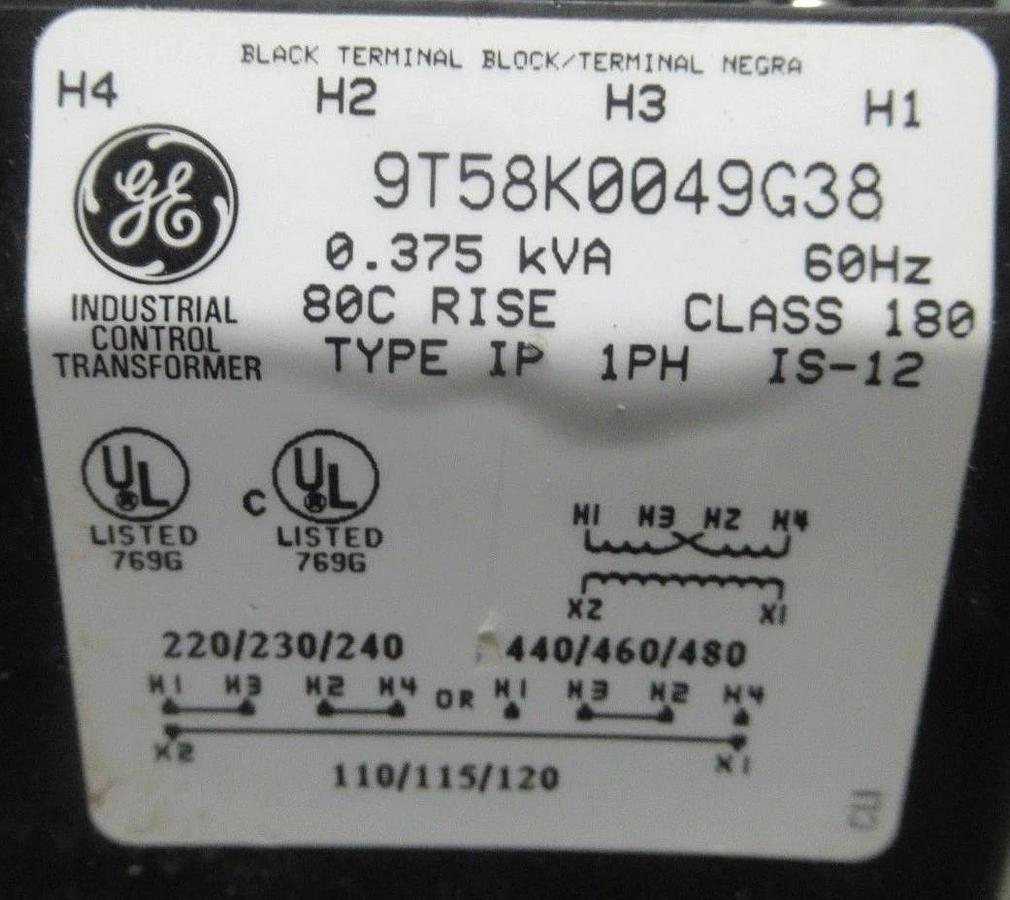 BLACK TERMINAL BLOCK/TERMINAL NEGRA
H4 H2 H3 H1
GE
9T58K0049G38
0.375 kVA 60Hz
80C RISE CLASS 180
TYPE IP 1PH IS-12
INDUSTRIAL
CONTROL
TRANSFORMER
UL
LISTED
769G
C UL
LISTED
769G
H1 H3 H2 H4
X2 X1
220/230/240 440/460/480
H1 H3 H2 H4 OR H1 H3 H2 H4
X2 X1
110/115/120